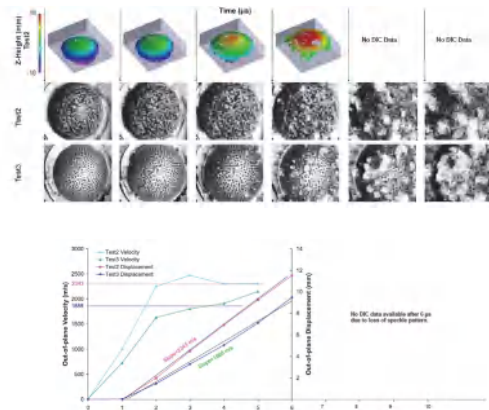 Time (μs)
Z-Height (mm)
Test2
No DIC Data
No DIC Data
Test2
Test3
Test2 Velocity
Test3 Velocity
Test2 Displacement
Test3 Displacement
Out-of-plane Velocity (m/s)
3000
2500
2000
1500
1000
500
0
Out-of-plane Displacement (mm)
14
12
10
8
6
4
2
No DIC data available after 6 μs
due to loss of speckle pattern.
0
1
2
3
4
5
6
7
8
9
10